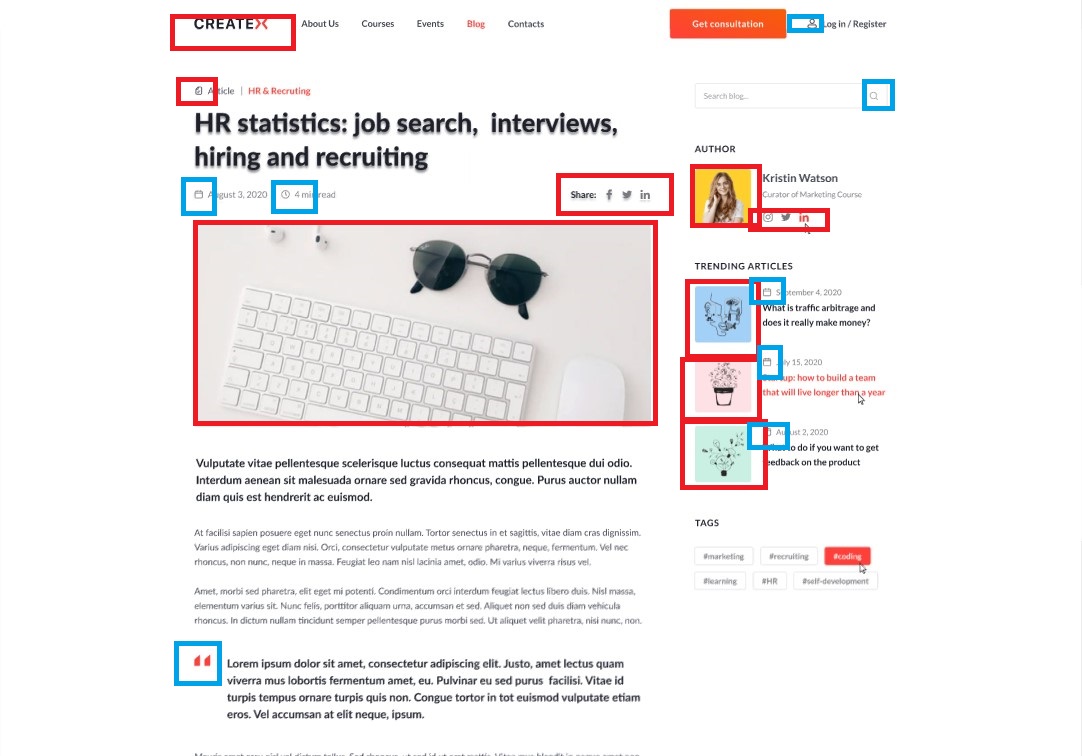 CREATEX
About Us
Courses
Events
Blog
Contacts
Get consultation
Log in / Register
Article | HR & Recruting
HR statistics: job search, interviews,
hiring and recruiting
August 3, 2020
4 min read
Share:
Vulputate vitae pellentesque scelerisque luctus consequat mattis pellentesque dui odio.
Interdum aenean sit malesuada ornare sed gravida rhoncus, congue. Purus auctor nullam
diam quis est hendrerit ac euismod.
At facilisi sapien posuere eget nunc senectus proin nullam. Tortor senectus in et sagittis, vitae diam cras dignissim.
Varius adipiscing eget diam nisi. Orci, consectetur vulputate metus ornare pharetra, neque, fermentum. Vel nec
rhoncus, non nunc, neque in massa. Feugiat leo nam nisl lacinia amet, odio. Mi varius viverra risus vel.
Amet, morbi sed pharetra, elit eget mi potenti. Condimentum orci interdum feugiat lectus libero duis. Nisl massa,
elementum varius sit. Nunc felis, porttitor aliquam urna, accumsan et sed. Aliquet non sed duis diam vehicula
rhoncus. In dictum nullam tincidunt semper pellentesque purus morbi sed. Ut aliquet velit pharetra, nisi nunc, non.
Lorem ipsum dolor sit amet, consectetur adipiscing elit. Justo, amet lectus quam
viverra mus lobortis fermentum amet, eu. Pulvinar eu sed purus facilisi. Vitae id
turpis tempus ornare turpis quis non. Congue tortor in tot euismod vulputate etiam
eros. Vel accumsan at elit neque, ipsum.
Search blog...
AUTHOR
Kristin Watson
Curator of Marketing Course
TRENDING ARTICLES
September 4, 2020
What is traffic arbitrage and
does it really make money?
July 15, 2020
Startup: how to build a team
that will live longer than a year
August 2, 2020
What to do if you want to get
feedback on the product
TAGS
#marketing
#recruiting
#coding
#learning
#HR
#self-development